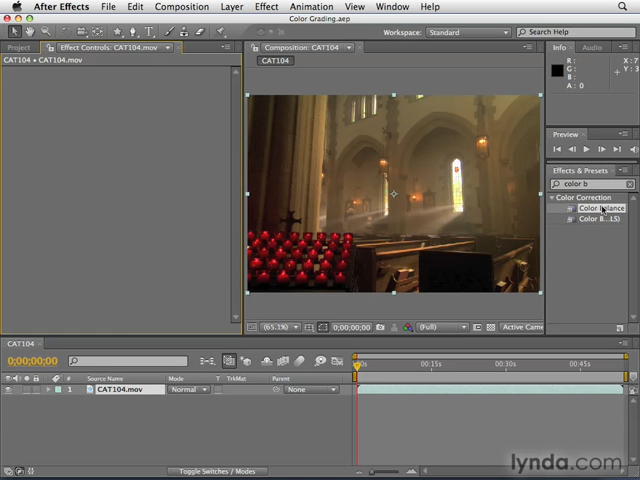 After Effects File Edit Composition Layer Effect Animation View Window Help
Color Grading.aep
Workspace: Standard Search Help
Project Effect Controls: CAT104.mov Composition: CAT104 Info Audio
CAT104 • CAT104.mov
CAT104
R:
G:
B:
A: 0
Preview
Effects & Presets
color b
Color Correction
Color
Color B...LS)
(65.1%) 0;00;00;00 (Full) Active Came
CAT104
0;00;00;00
00:15s 00:30s 00:45s
Source Name Mode T TrkMat Parent
1 CAT104.mov Normal None
Toggle Switches / Modes
lynda.com